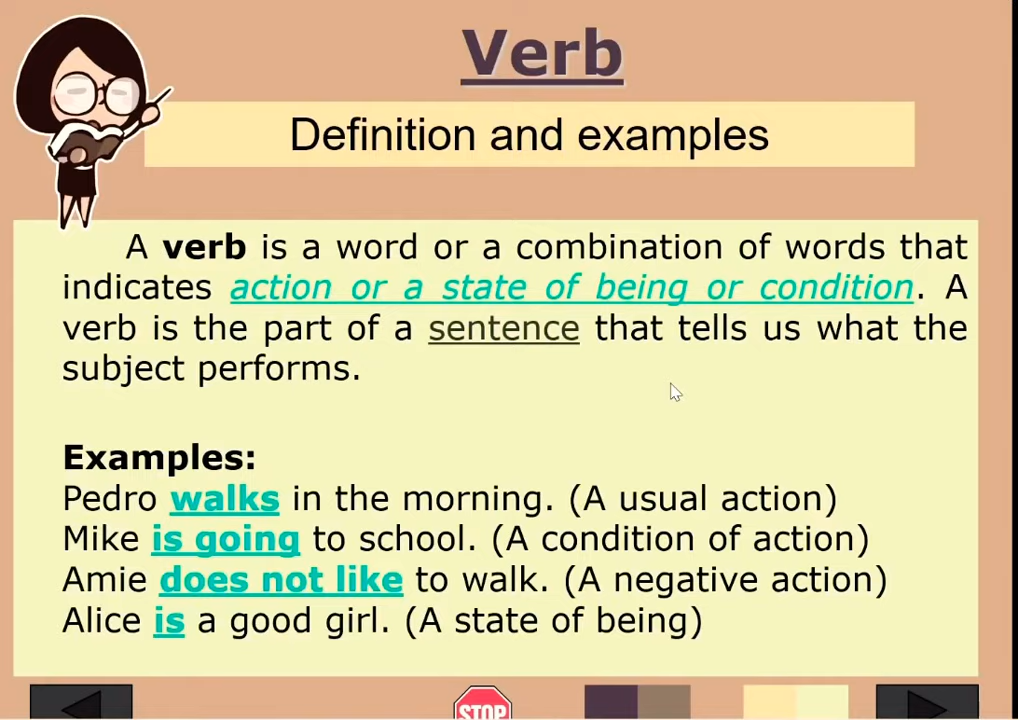 Verb
Definition and examples
A verb is a word or a combination of words that
indicates action or a state of being or condition. A
verb is the part of a sentence that tells us what the
subject performs.
Examples:
Pedro walks in the morning. (A usual action)
Mike is going to school. (A condition of action)
Amie does not like to walk. (A negative action)
Alice is a good girl. (A state of being)
STOP